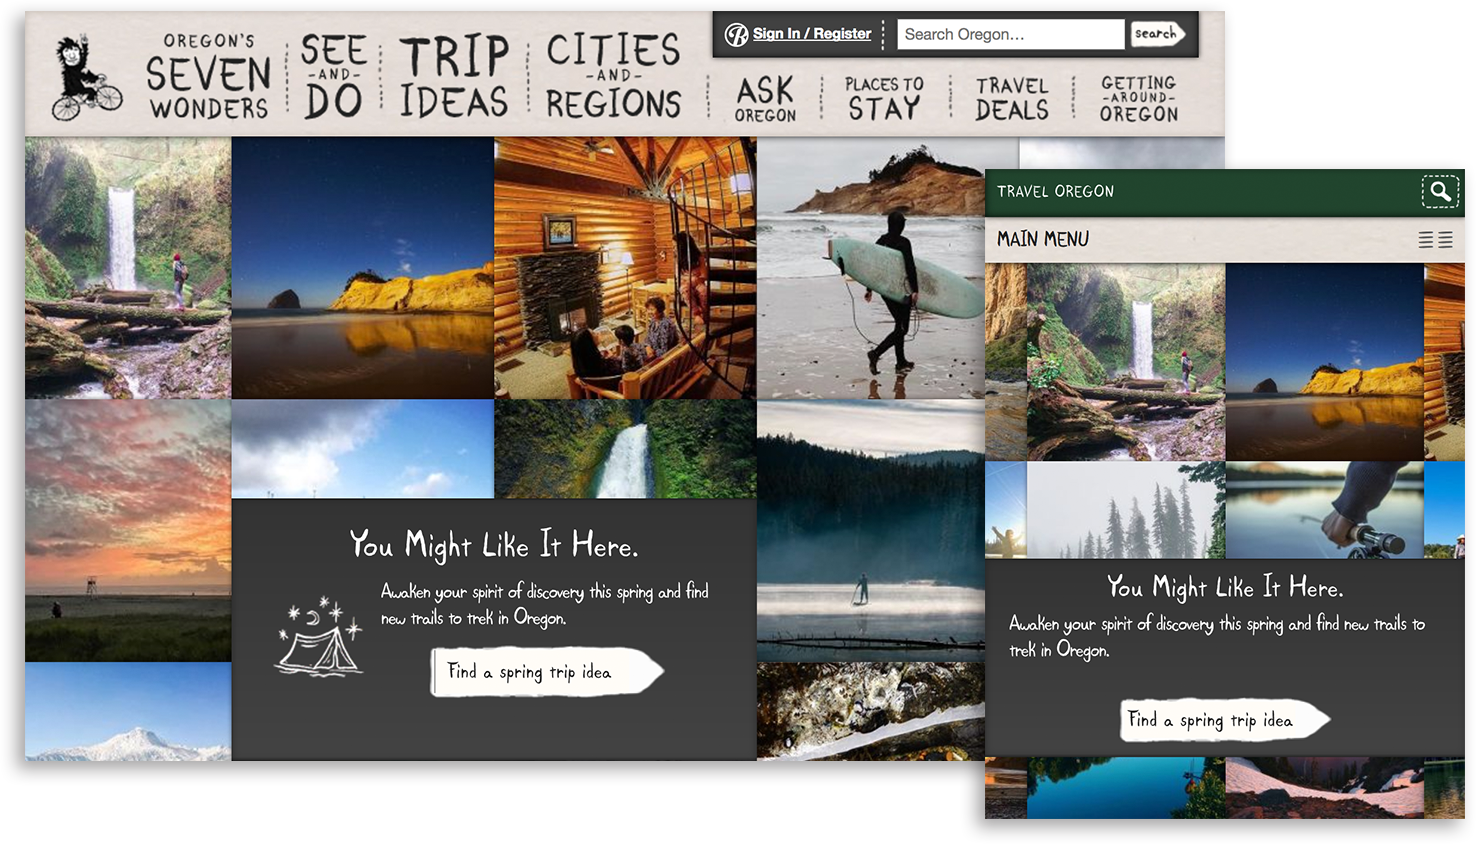 Sign In / Register
Search Oregon...
search
OREGON'S
SEVEN
WONDERS
SEE
-AND-
DO
TRIP
IDEAS
CITIES
-AND-
REGIONS
ASK
OREGON
PLACES TO
STAY
TRAVEL
DEALS
GETTING
-AROUND-
OREGON
You Might Like It Here.
Awaken your spirit of discovery this spring and find
new trails to trek in Oregon.
Find a spring trip idea
TRAVEL OREGON
MAIN MENU
You Might Like It Here.
Awaken your spirit of discovery this spring and find new trails to
trek in Oregon.
Find a spring trip idea